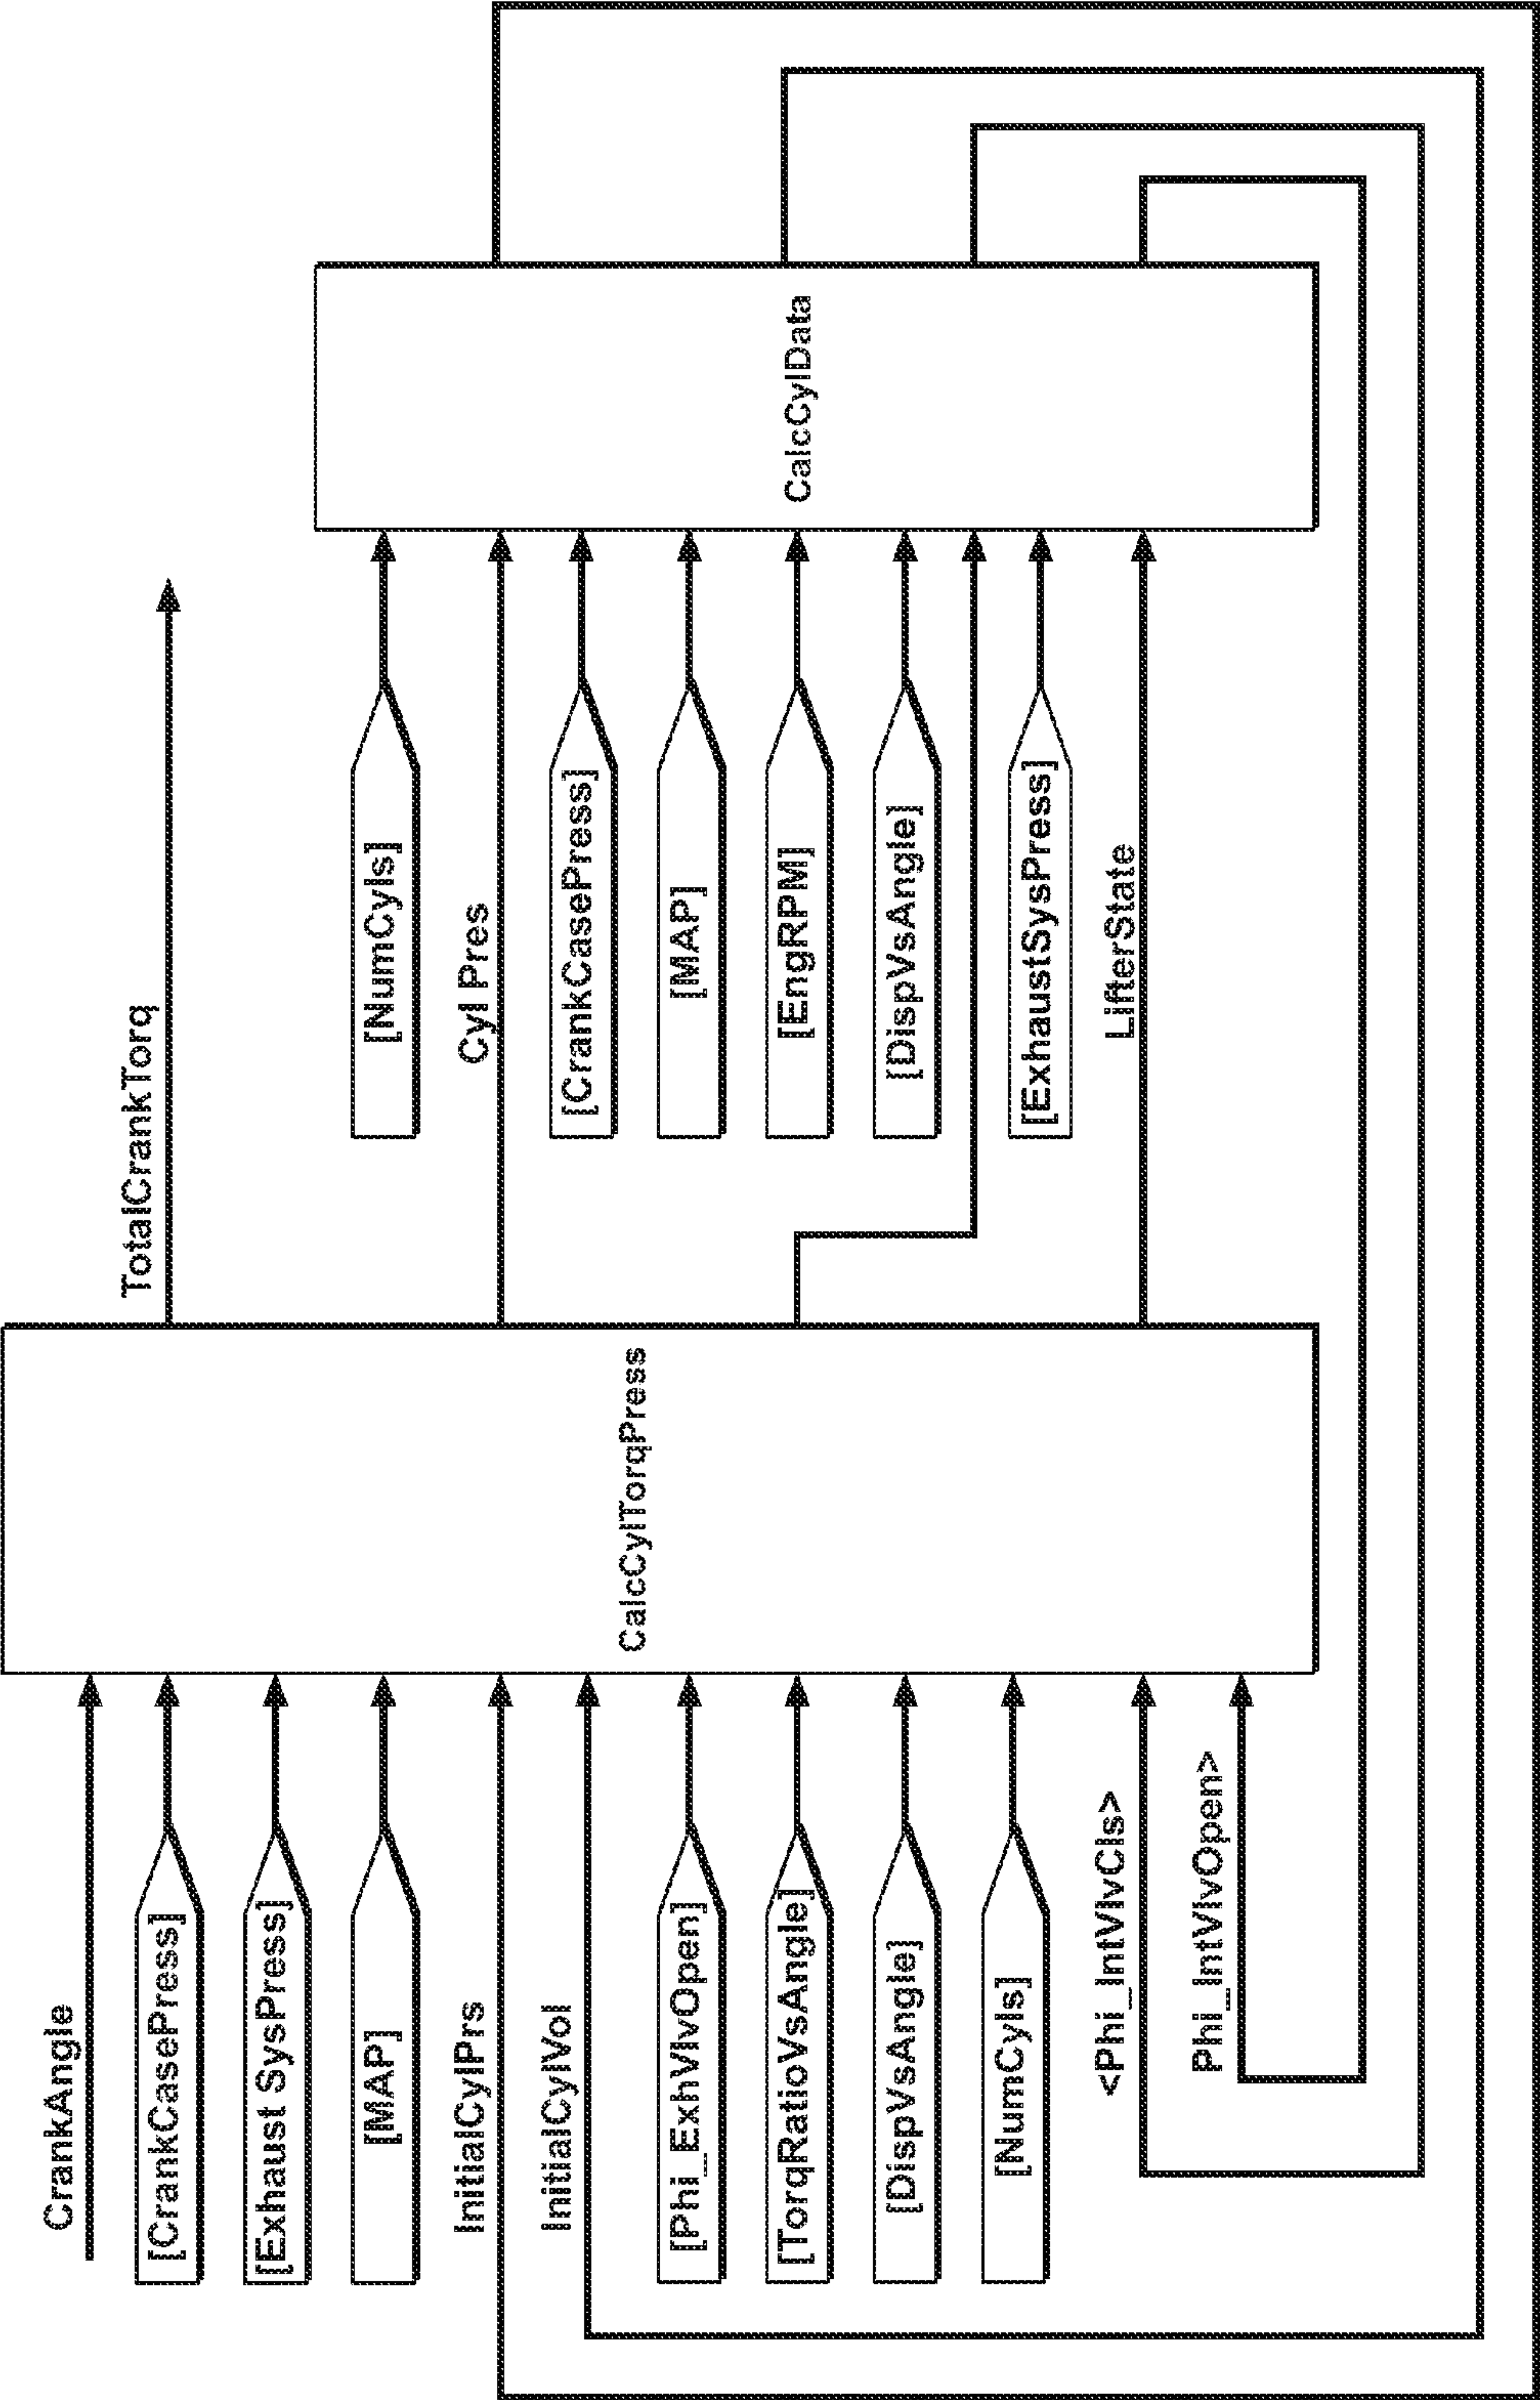 CrankAngle
[CrankCasePress]
[Exhaust SysPress]
[MAP]
InitialCylPrs
InitialCylVol
[Phi_ExhVlvOpen]
[TorqRatioVsAngle]
[DispVsAngle]
[NumCyls]
<Phi_IntVlvCls>
Phi_IntVlvOpen>
CalcCylTorqPress
TotalCrankTorq
[NumCyls]
Cyl Pres
[CrankCasePress]
[MAP]
[EngRPM]
[DispVsAngle]
[ExhaustSysPress]
LifterState
CalcCylData